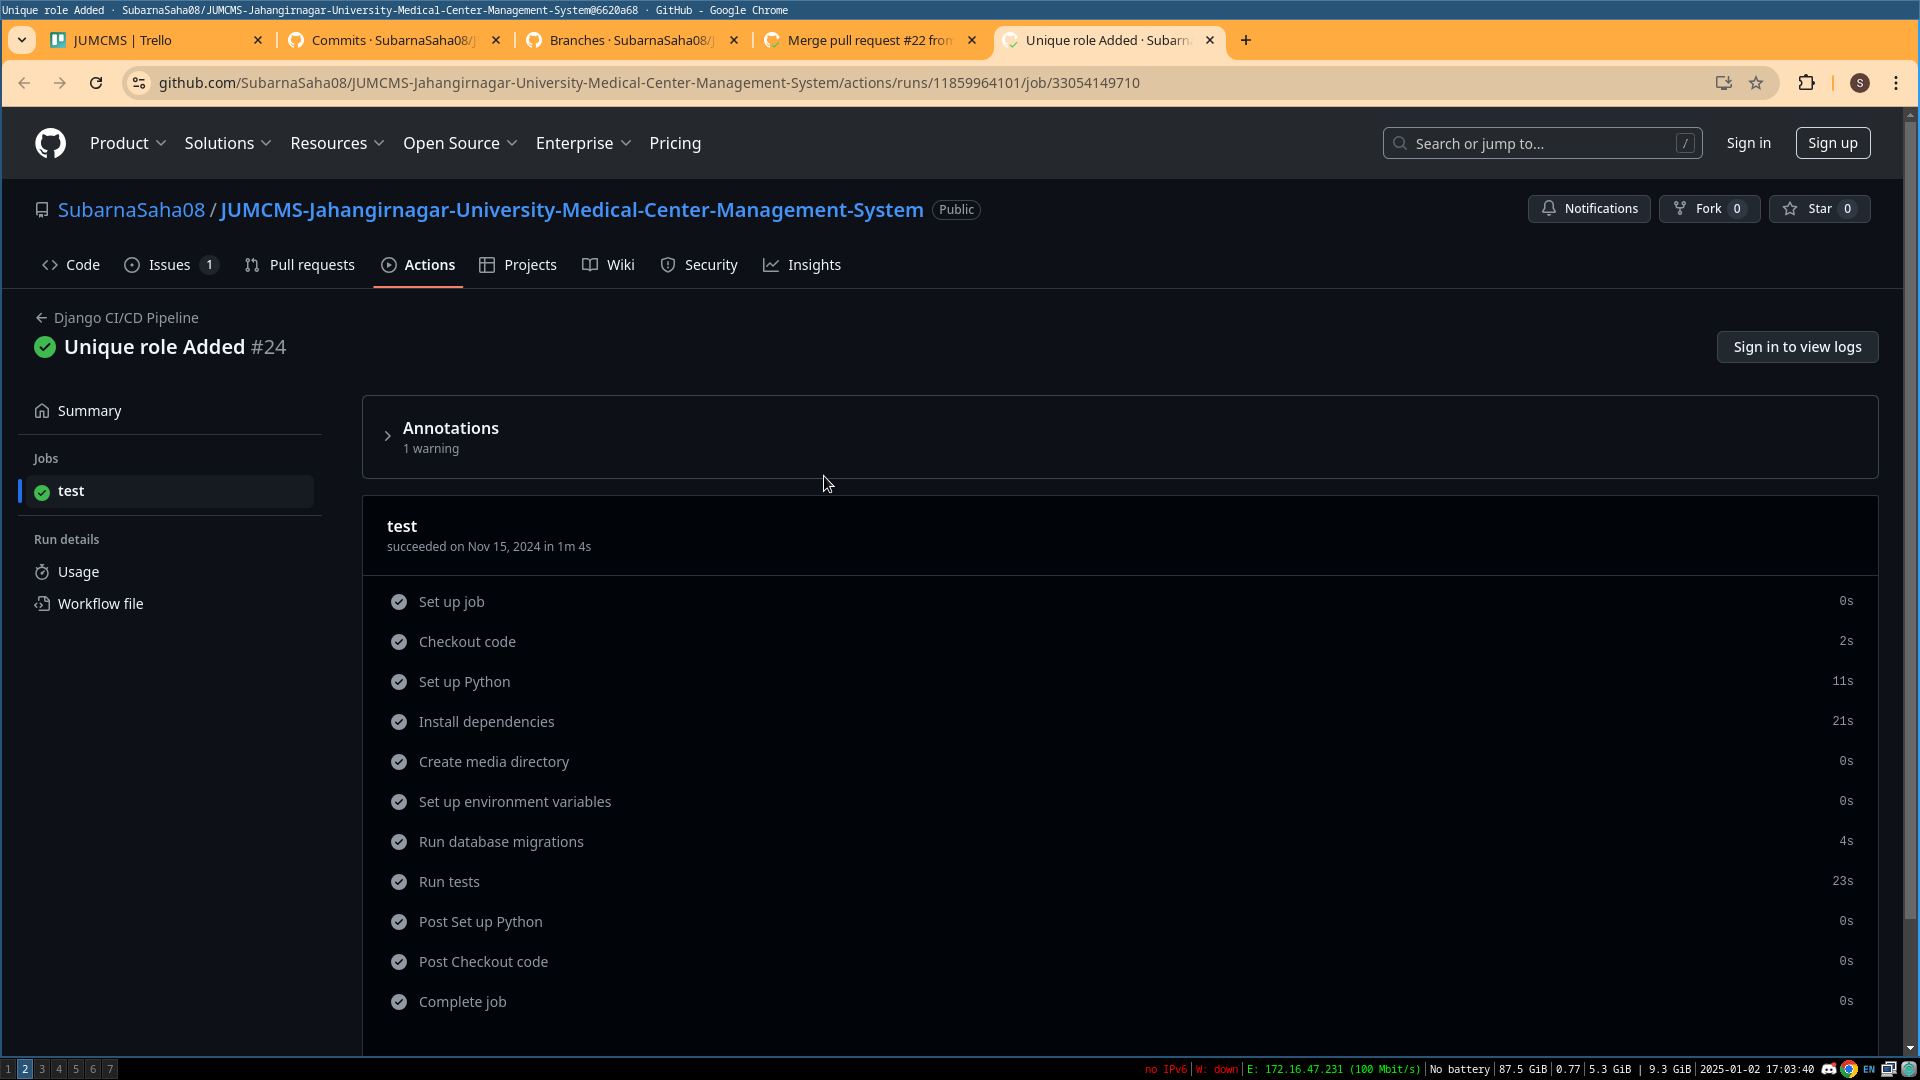 Unique role Added · SubarnaSaha08/JUMCMS-Jahangirnagar-University-Medical-Center-Management-System@6620a68 · GitHub - Google Chrome
JUMCMS | Trello
Commits · SubarnaSaha08/J
Branches · SubarnaSaha08/J
Merge pull request #22 from
Unique role Added · Subarn
github.com/SubarnaSaha08/JUMCMS-Jahangirnagar-University-Medical-Center-Management-System/actions/runs/11859964101/job/33054149710
S
Product
Solutions
Resources
Open Source
Enterprise
Pricing
Search or jump to...
/
Sign in
Sign up
SubarnaSaha08 / JUMCMS-Jahangirnagar-University-Medical-Center-Management-System
Public
Notifications
Fork 0
Star 0
Code
Issues 1
Pull requests
Actions
Projects
Wiki
Security
Insights
Django CI/CD Pipeline
Unique role Added #24
Sign in to view logs
Summary
Jobs
test
Run details
Usage
Workflow file
Annotations
1 warning
test
succeeded on Nov 15, 2024 in 1m 4s
Set up job 0s
Checkout code 2s
Set up Python 11s
Install dependencies 21s
Create media directory 0s
Set up environment variables 0s
Run database migrations 4s
Run tests 23s
Post Set up Python 0s
Post Checkout code 0s
Complete job 0s
1 2 3 4 5 6 7
no IPv6 | W: down | E: 172.16.47.231 (100 Mbit/s) | No battery | 87.5 GiB | 0.77 | 5.3 GiB | 9.3 GiB | 2025-01-02 17:03:40
EN